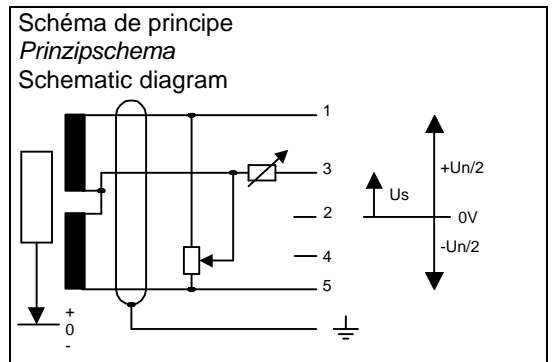 Schéma de principe
Prinzipschema
Schematic diagram
1
3
+Un/2
Us
2
0V
-Un/2
4
5
+
0
-